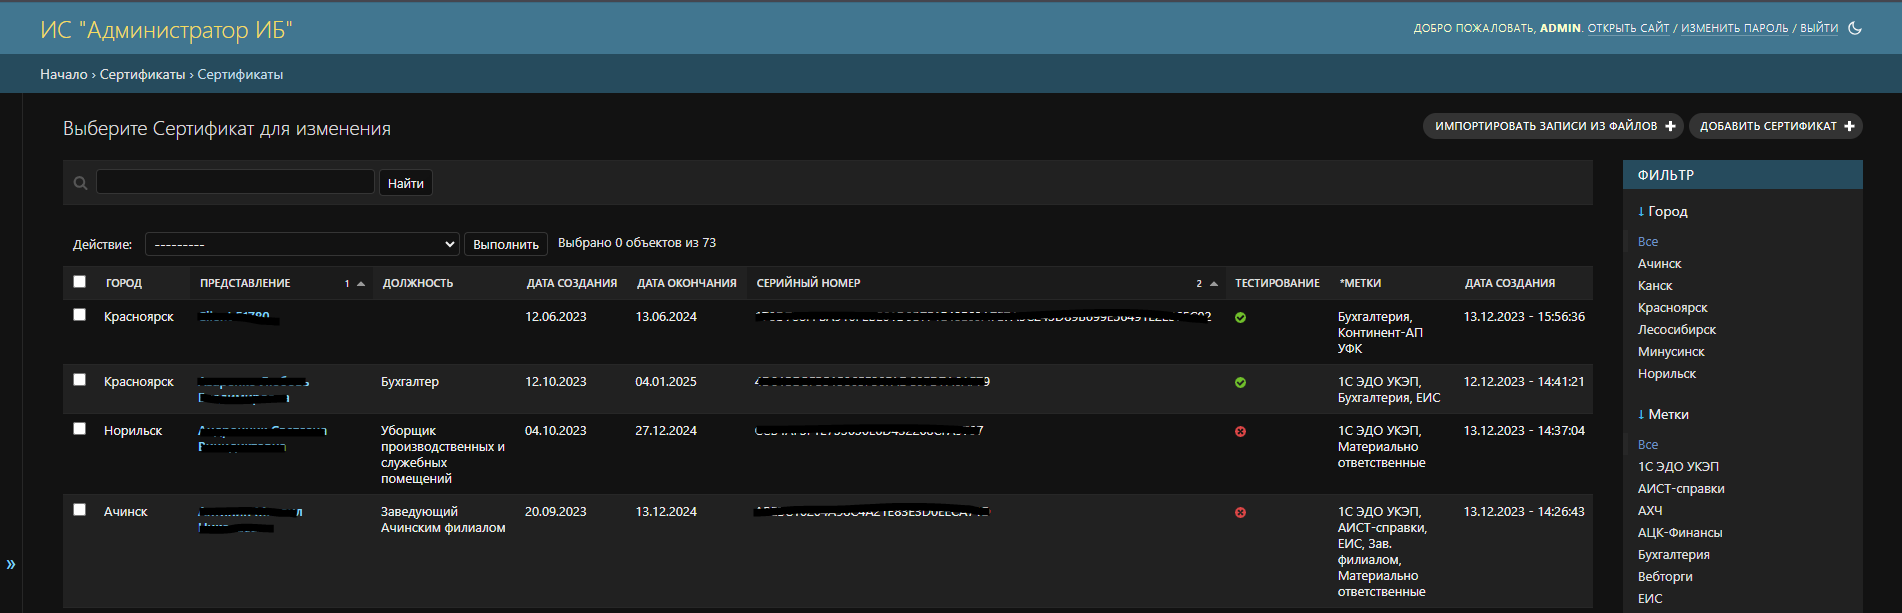 ИС "Администратор ИБ"
ДОБРО ПОЖАЛОВАТЬ, ADMIN. ОТКРЫТЬ САЙТ / ИЗМЕНИТЬ ПАРОЛЬ / ВЫЙТИ
Начало › Сертификаты › Сертификаты
Выберите Сертификат для изменения
ИМПОРТИРОВАТЬ ЗАПИСИ ИЗ ФАЙЛОВ +
ДОБАВИТЬ СЕРТИФИКАТ +
Найти
Действие: --------- Выполнить Выбрано 0 объектов из 73
ГОРОД ПРЕДСТАВЛЕНИЕ 1 ДОЛЖНОСТЬ ДАТА СОЗДАНИЯ ДАТА ОКОНЧАНИЯ СЕРИЙНЫЙ НОМЕР 2 ТЕСТИРОВАНИЕ *МЕТКИ ДАТА СОЗДАНИЯ
Красноярск 12.06.2023 13.06.2024 Бухгалтерия, 13.12.2023 - 15:56:36
Континент-АП
УФК
Красноярск Бухгалтер 12.10.2023 04.01.2025 1С ЭДО УКЭП, 12.12.2023 - 14:41:21
Бухгалтерия, ЕИС
Норильск Уборщик 04.10.2023 27.12.2024 1С ЭДО УКЭП, 13.12.2023 - 14:37:04
производственных и Материально
служебных ответственные
помещений
Ачинск Заведующий 20.09.2023 13.12.2024 1С ЭДО УКЭП, 13.12.2023 - 14:26:43
Ачинским филиалом АИСТ-справки,
ЕИС, Зав.
филиалом,
Материально
ответственные
»
ФИЛЬТР
↓ Город
Все
Ачинск
Канск
Красноярск
Лесосибирск
Минусинск
Норильск
↓ Метки
Все
1С ЭДО УКЭП
АИСТ-справки
АХЧ
АЦК-Финансы
Бухгалтерия
Вебторги
ЕИС